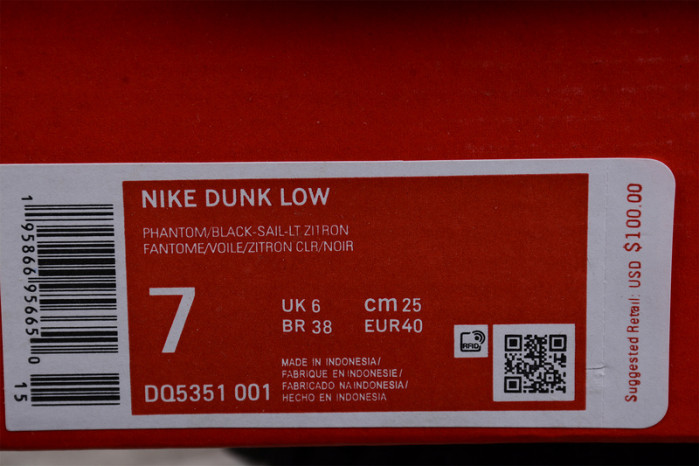 NIKE DUNK LOW
PHANTOM/BLACK-SAIL-LT ZITRON
FANTOME/VOILE/ZITRON CLR/NOIR
7
UK 6 cm 25
BR 38 EUR 40
MADE IN INDONESIA/
FABRIQUE EN INDONESIE/
FABRICADO NA INDONESIA/
HECHO EN INDONESIA
DQ5351 001
RFID
1 95866 95665 0
15
Suggested Retail: USD $100.00